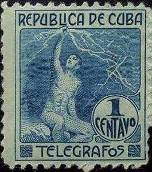 REPUBLICA DE CUBA
1
CENTAVO
TELEGRAFOS